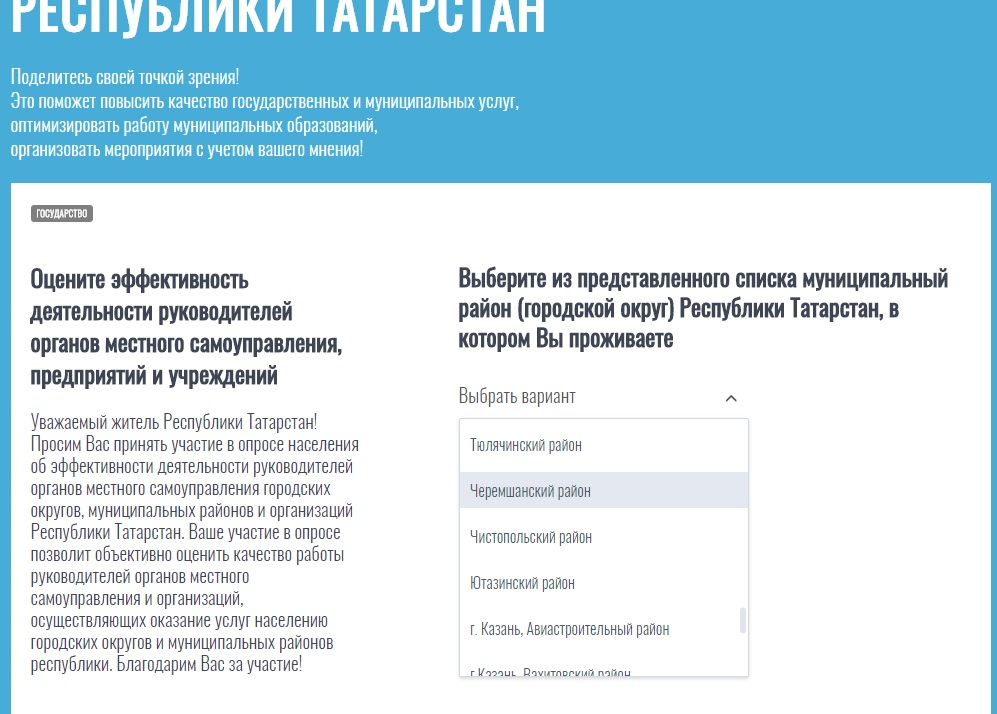 РЕСПУБЛИКИ ТАТАРСТАН
Поделитесь своей точкой зрения!
Это поможет повысить качество государственных и муниципальных услуг,
оптимизировать работу муниципальных образований,
организовать мероприятия с учетом вашего мнения!
ГОСУДАРСТВО
Оцените эффективность
деятельности руководителей
органов местного самоуправления,
предприятий и учреждений
Уважаемый житель Республики Татарстан!
Просим Вас принять участие в опросе населения
об эффективности деятельности руководителей
органов местного самоуправления городских
округов, муниципальных районов и организаций
Республики Татарстан. Ваше участие в опросе
позволит объективно оценить качество работы
руководителей органов местного
самоуправления и организаций,
осуществляющих оказание услуг населению
городских округов и муниципальных районов
республики. Благодарим Вас за участие!
Выберите из представленного списка муниципальный
район (городской округ) Республики Татарстан, в
котором Вы проживаете
Выбрать вариант
Тюлячинский район
Черемшанский район
Чистопольский район
Ютазинский район
г. Казань, Авиастроительный район
г.Казань, Вахитовский район